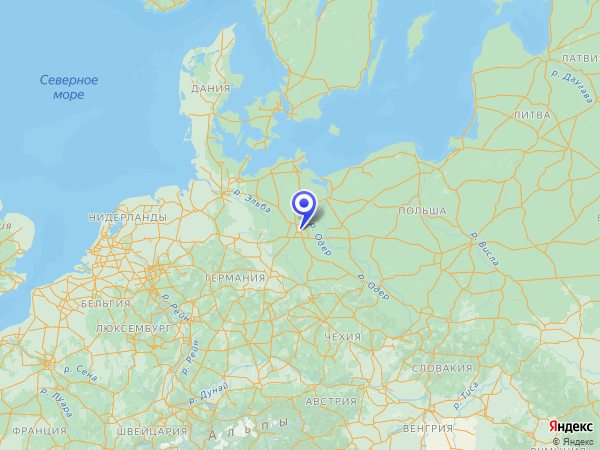 ЛАТВИЯ
р. Даугава
Северное
море
ДАНИЯ
ЛИТВА
р. Эльба
НИДЕРЛАНДЫ
ПОЛЬША
р. Одер
р. Висла
ГЕРМАНИЯ
р. Одер
БЕЛЬГИЯ
р. Рейн
ЛЮКСЕМБУРГ
р. Рейн
ЧЕХИЯ
р. Сена
СЛОВАКИЯ
р. Луара
р. Дунай
р. Тиса
АВСТРИЯ
ФРАНЦИЯ
ШВЕЙЦАРИЯ
Альпы
ВЕНГРИЯ
Яндекс
© Яндекс